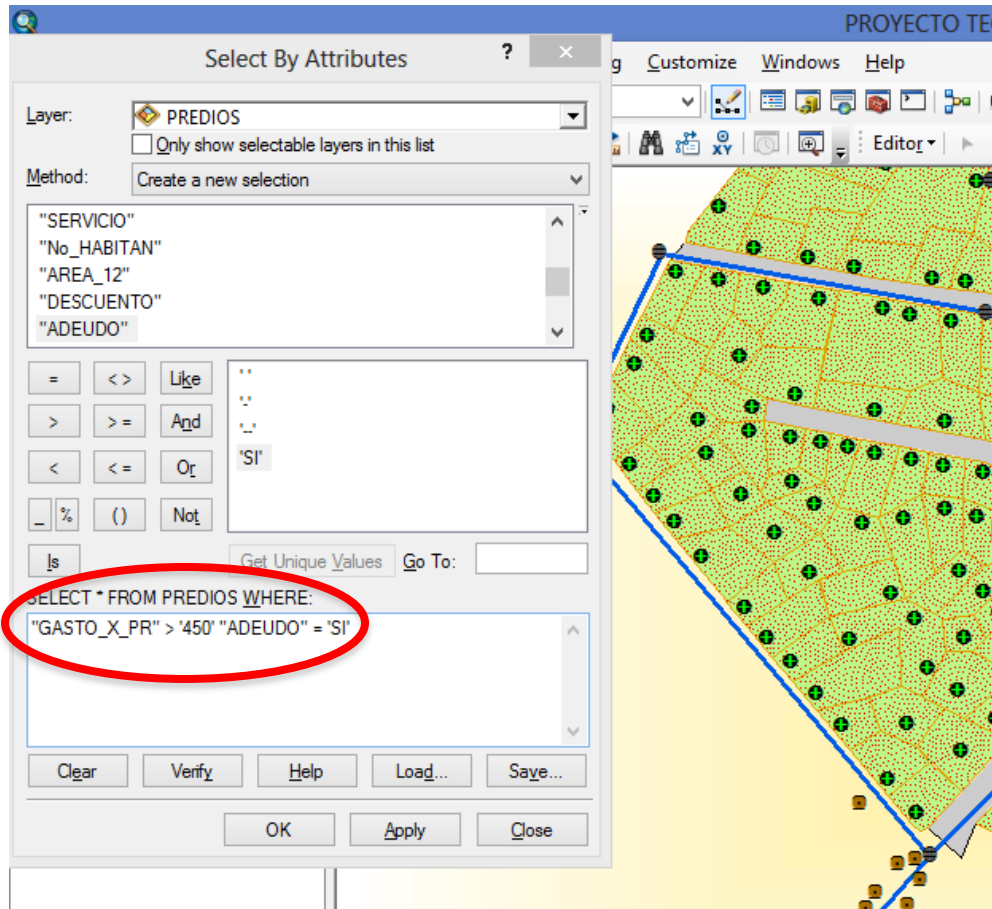 PROYECTO TE
Select By Attributes ? ×
g Customize Windows Help
Layer: PREDIOS
Only show selectable layers in this list
XY Editor
Method: Create a new selection
"SERVICIO"
"No_HABITAN"
"AREA_12"
"DESCUENTO"
"ADEUDO"
= <> Like
' '
'-'
> >= And
'--'
'SI'
< <= Or
_ % () Not
Is Get Unique Values Go To:
SELECT * FROM PREDIOS WHERE:
"GASTO_X_PR" > '450' "ADEUDO" = 'SI'
Clear Verify Help Load... Save...
OK Apply Close